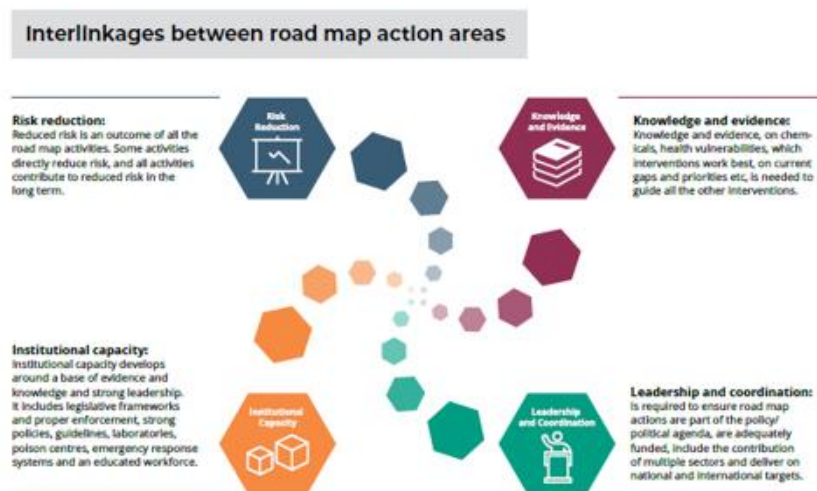 Interlinkages between road map action areas
Risk reduction:
Reduced risk is an outcome of all the
road map activities. Some activities
directly reduce risk, and all activities
contribute to reduced risk in the
long term.
Risk
Reduction
Knowledge
and Evidence
Knowledge and evidence:
Knowledge and evidence, on chem-
icals, health vulnerabilities, which
interventions work best, on current
gaps and priorities etc, is needed to
guide all the other interventions.
Institutional capacity:
Institutional capacity develops
around a base of evidence and
knowledge and strong leadership.
It includes legislative frameworks
and proper enforcement, strong
policies, guidelines, laboratories,
poison centres, emergency response
systems and an educated workforce.
Institutional
Capacity
Leadership
and Coordination
Leadership and coordination:
Is required to ensure road map
actions are part of the policy/
political agenda, are adequately
funded, include the contribution
of multiple sectors and deliver on
national and international targets.